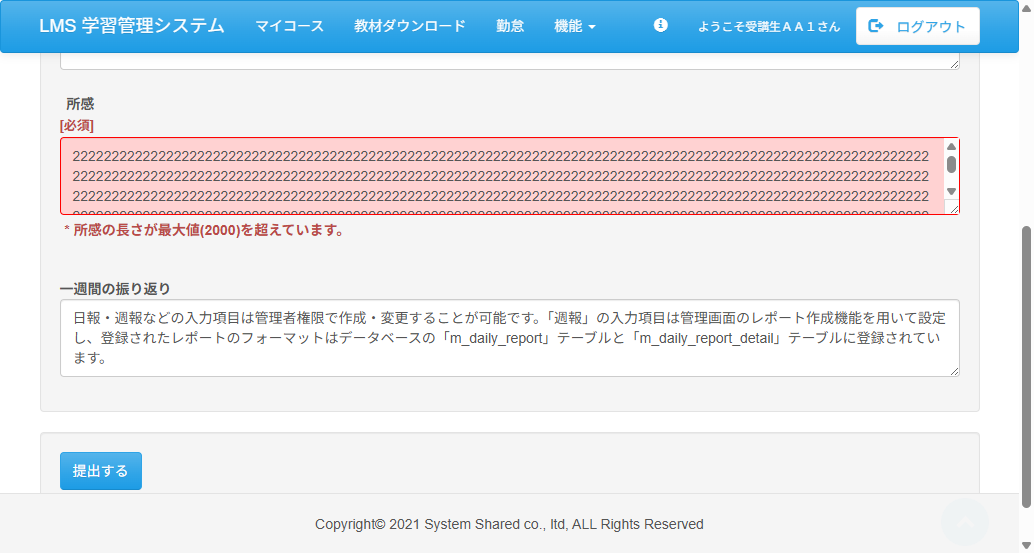 LMS 学習管理システム マイコース 教材ダウンロード 勤怠 機能 ようこそ受講生ＡＡ１さん ログアウト
所感
[必須]
* 所感の長さが最大値(2000)を超えています。
一週間の振り返り
日報・週報などの入力項目は管理者権限で作成・変更することが可能です。「週報」の入力項目は管理画面のレポート作成機能を用いて設定
し、登録されたレポートのフォーマットはデータベースの「m_daily_report」テーブルと「m_daily_report_detail」テーブルに登録されてい
ます。
提出する
Copyright© 2021 System Shared co., ltd, ALL Rights Reserved